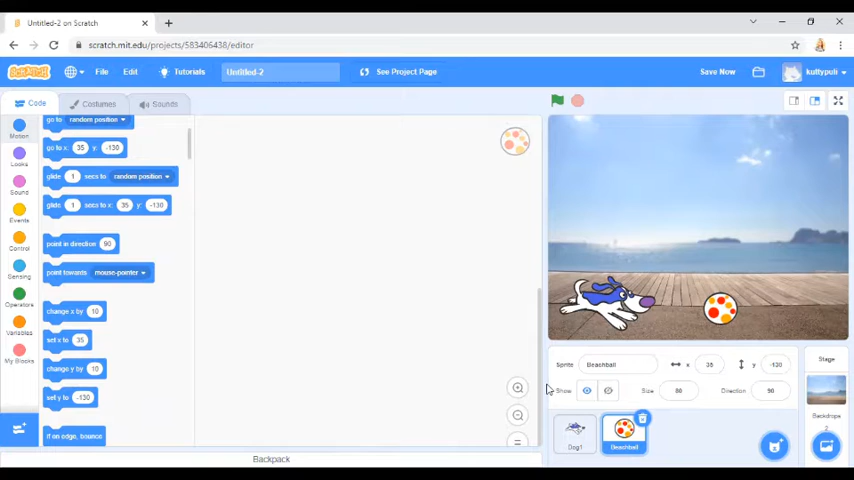 Untitled-2 on Scratch
scratch.mit.edu/projects/583406438/editor
SCRATCH File Edit Tutorials Untitled-2 See Project Page Save Now kuttypuli
Code Costumes Sounds
Motion
Looks
Sound
Events
Control
Sensing
Operators
Variables
My Blocks
go to random position
go to x: 35 y: -130
glide 1 secs to random position
glide 1 secs to x: 35 y: -130
point in direction 90
point towards mouse-pointer
change x by 10
set x to 35
change y by 10
set y to -130
if on edge, bounce
Backpack
Sprite Beachball x 35 y -130
Show Size 80 Direction 90
Dog1
Beachball
Stage
Backdrops
2